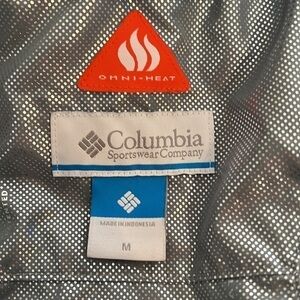 OMNI-HEAT
Columbia
Sportswear Company
MADE IN INDONESIA
M